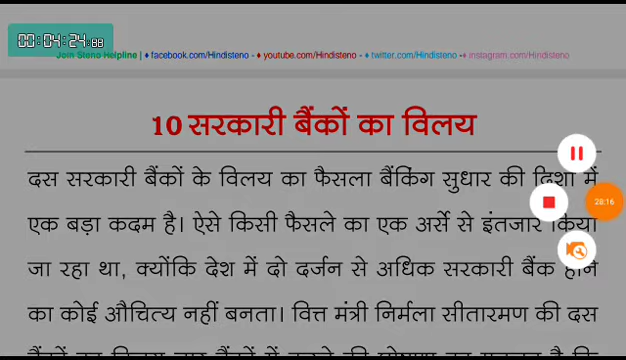 00:04:24.88
Join Steno Helpline | ♦ facebook.com/Hindisteno - ♦ youtube.com/Hindisteno - ♦ twitter.com/Hindisteno -♦ instagram.com/Hindisteno
10 सरकारी बैंकों का विलय
दस सरकारी बैंकों के विलय का फैसला बैंकिंग सुधार की दिशा में
28:16
एक बड़ा कदम है। ऐसे किसी फैसले का एक अर्से से इंतजार किया
जा रहा था, क्योंकि देश में दो दर्जन से अधिक सरकारी बैंक होने
का कोई औचित्य नहीं बनता। वित्त मंत्री निर्मला सीतारमण की दस